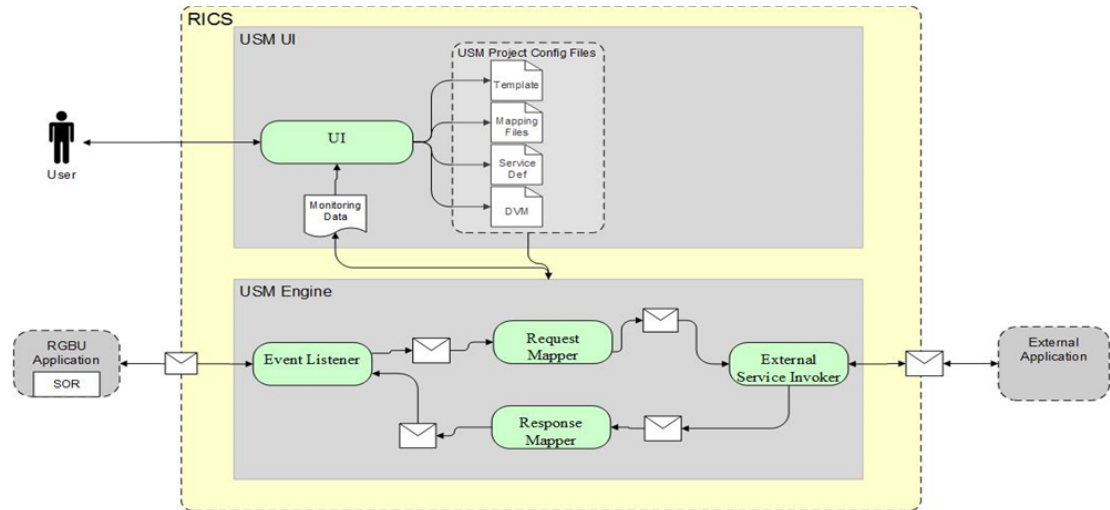 RICS
USM UI
USM Project Config Files
Template
Mapping
Files
Service
Def
DVM
UI
User
Monitoring
Data
USM Engine
RGBU
Application
SOR
Event Listener
Request
Mapper
External
Service Invoker
Response
Mapper
External
Application